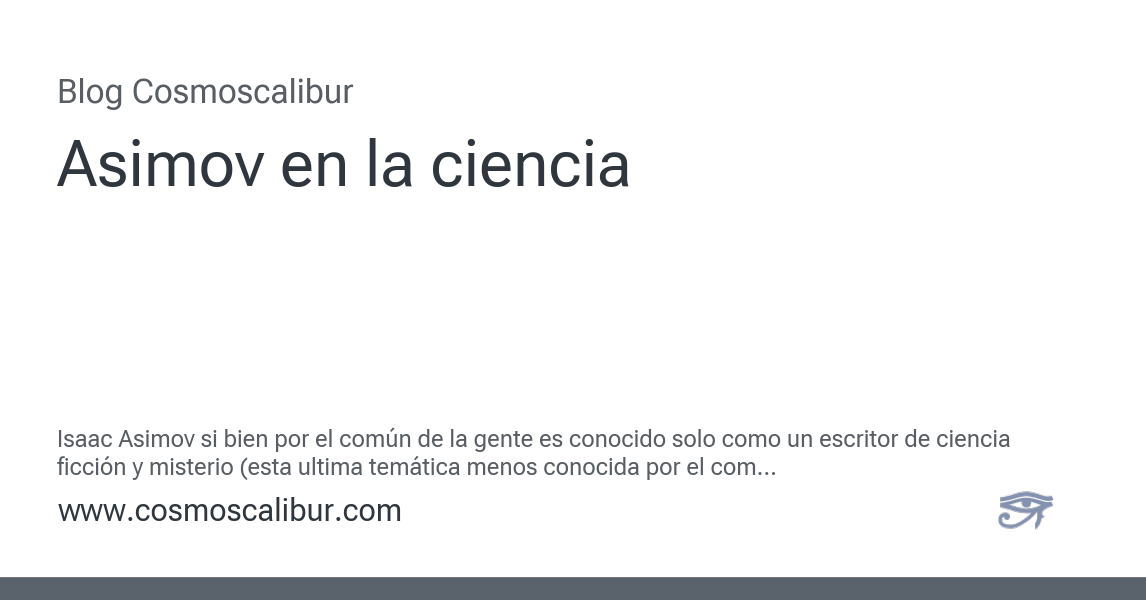 Blog Cosmoscalibur
Asimov en la ciencia
Isaac Asimov si bien por el común de la gente es conocido solo como un escritor de ciencia
ficción y misterio (esta ultima temática menos conocida por el com...
www.cosmoscalibur.com